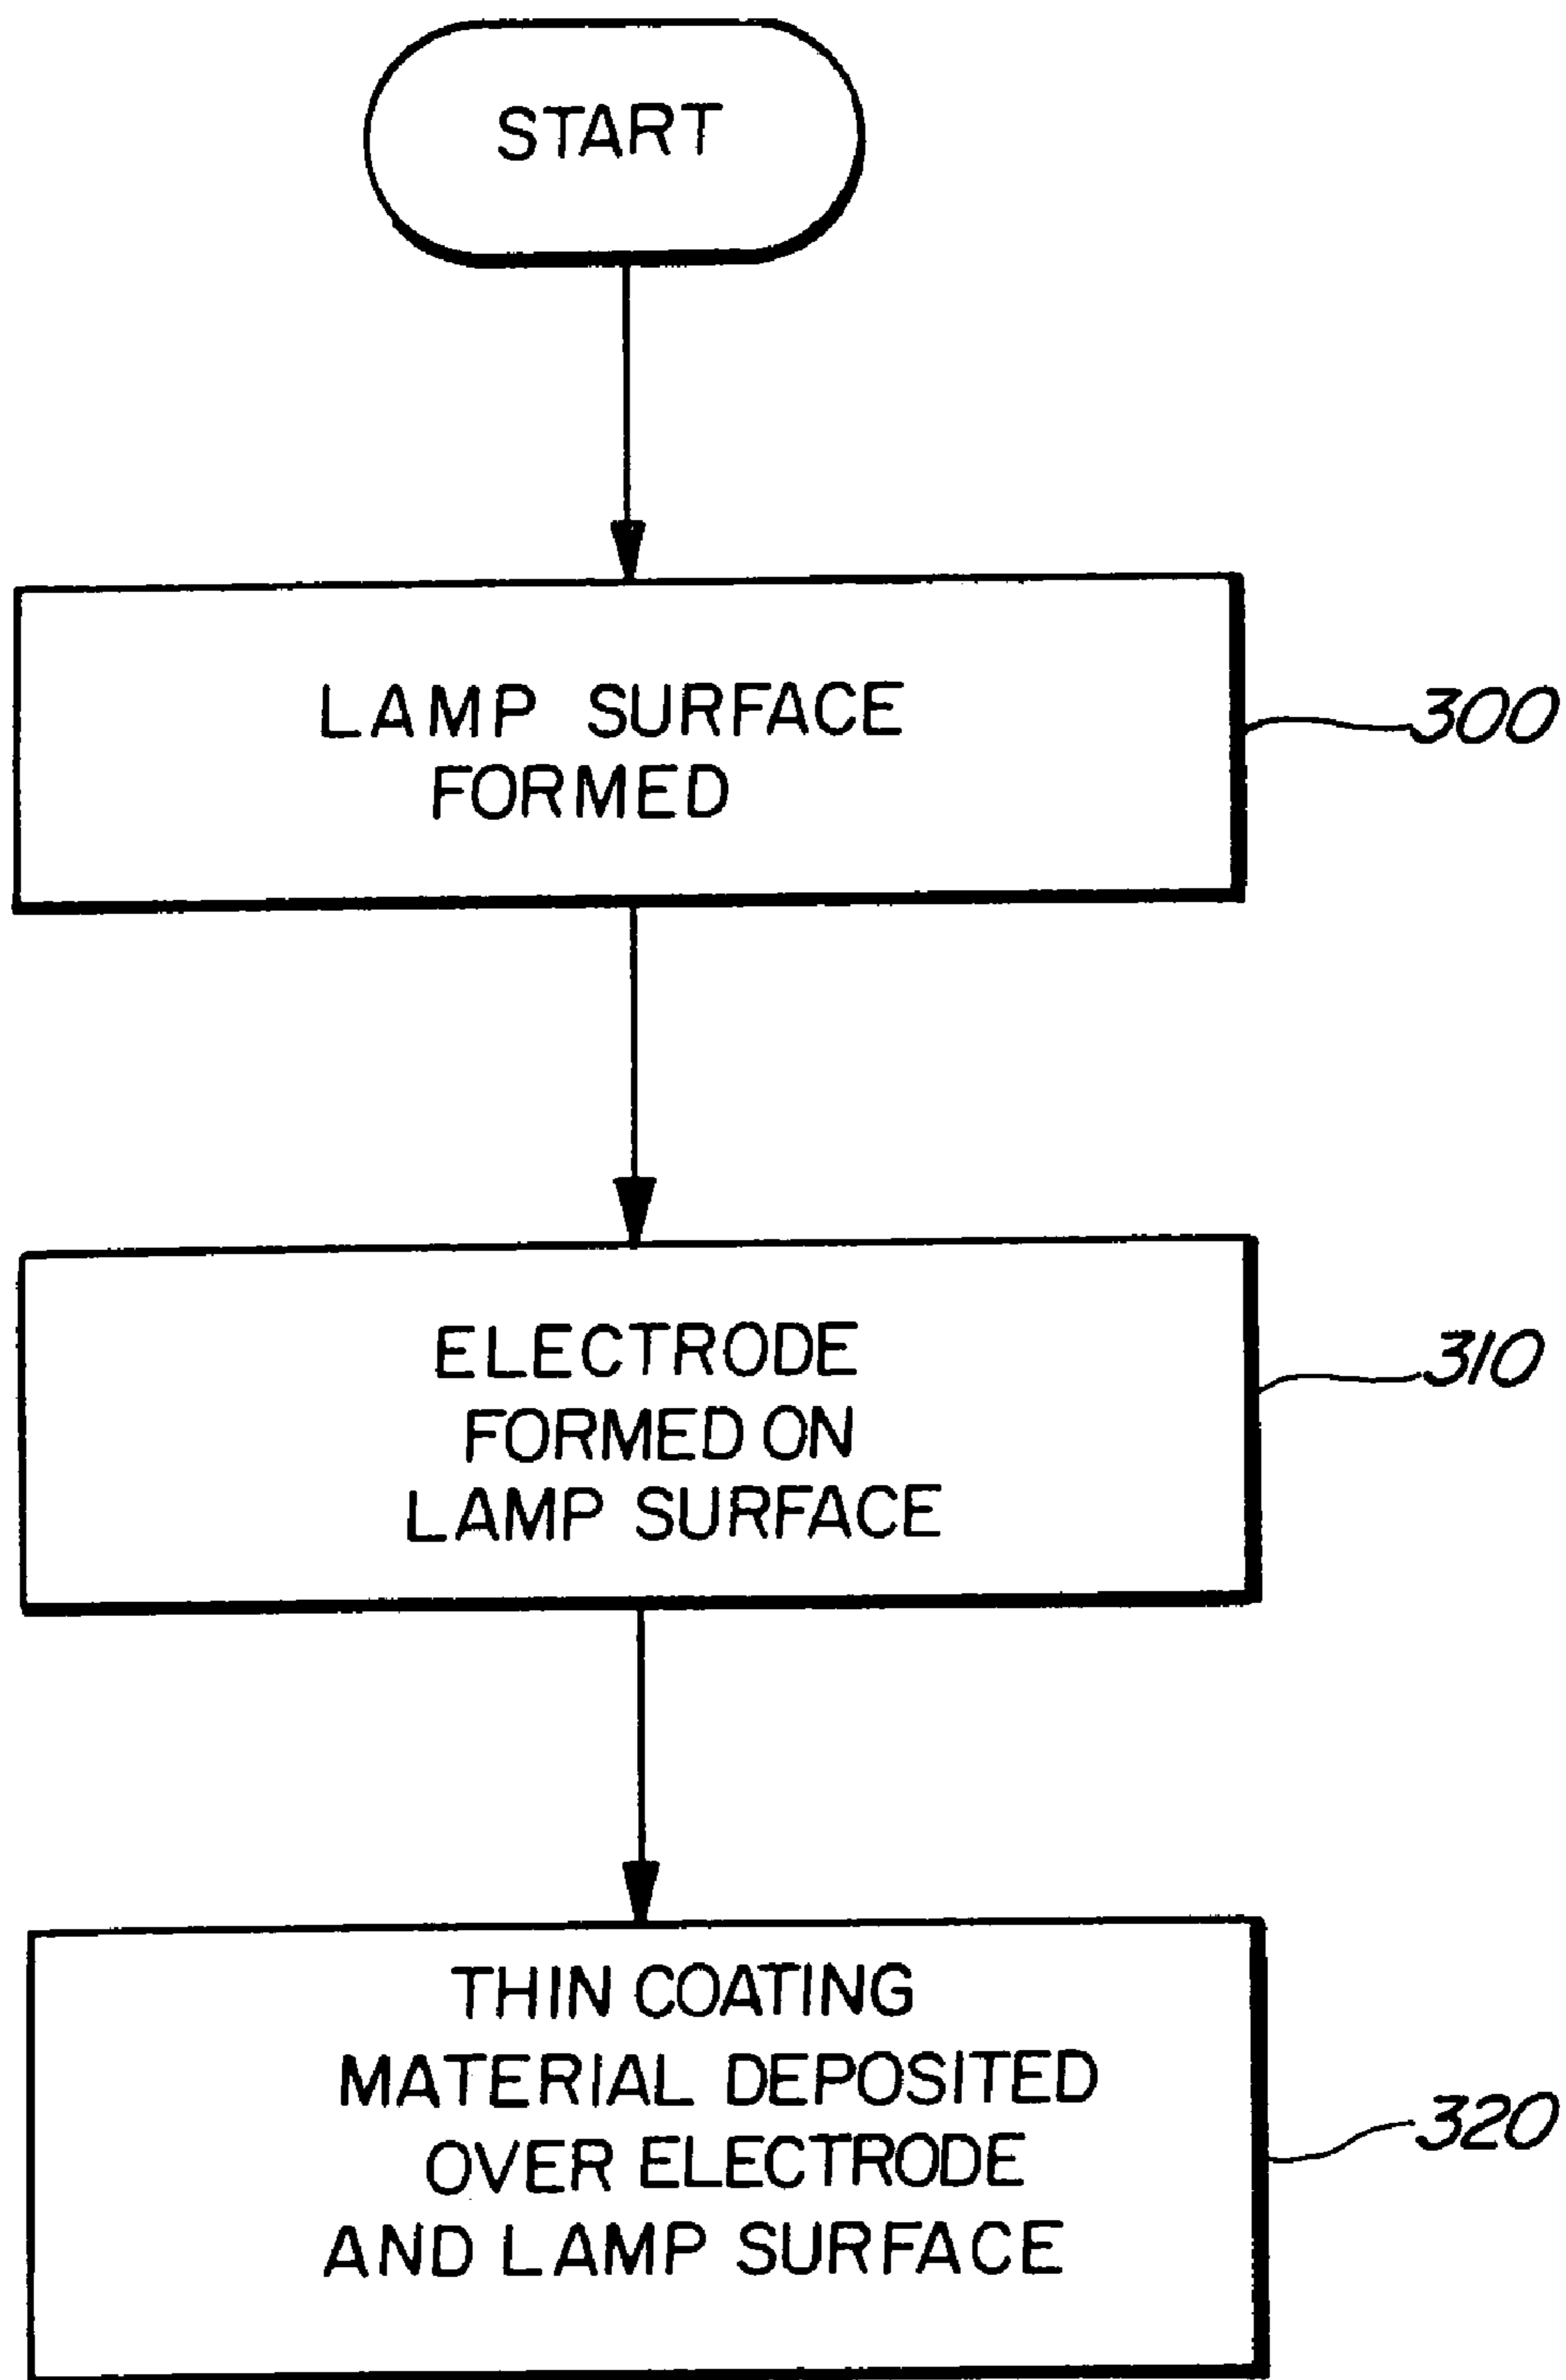 START
LAMP SURFACE
FORMED
300
ELECTRODE
FORMED ON
LAMP SURFACE
310
THIN COATING
MATERIAL DEPOSITED
OVER ELECTRODE
AND LAMP SURFACE
320